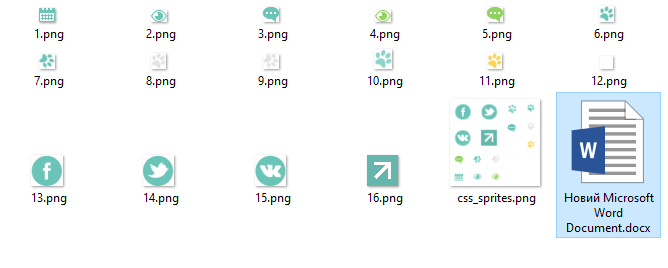 1.png
2.png
3.png
4.png
5.png
6.png
7.png
8.png
9.png
10.png
11.png
12.png
13.png
14.png
15.png
16.png
css_sprites.png
W
Новий Microsoft
Word
Document.docx